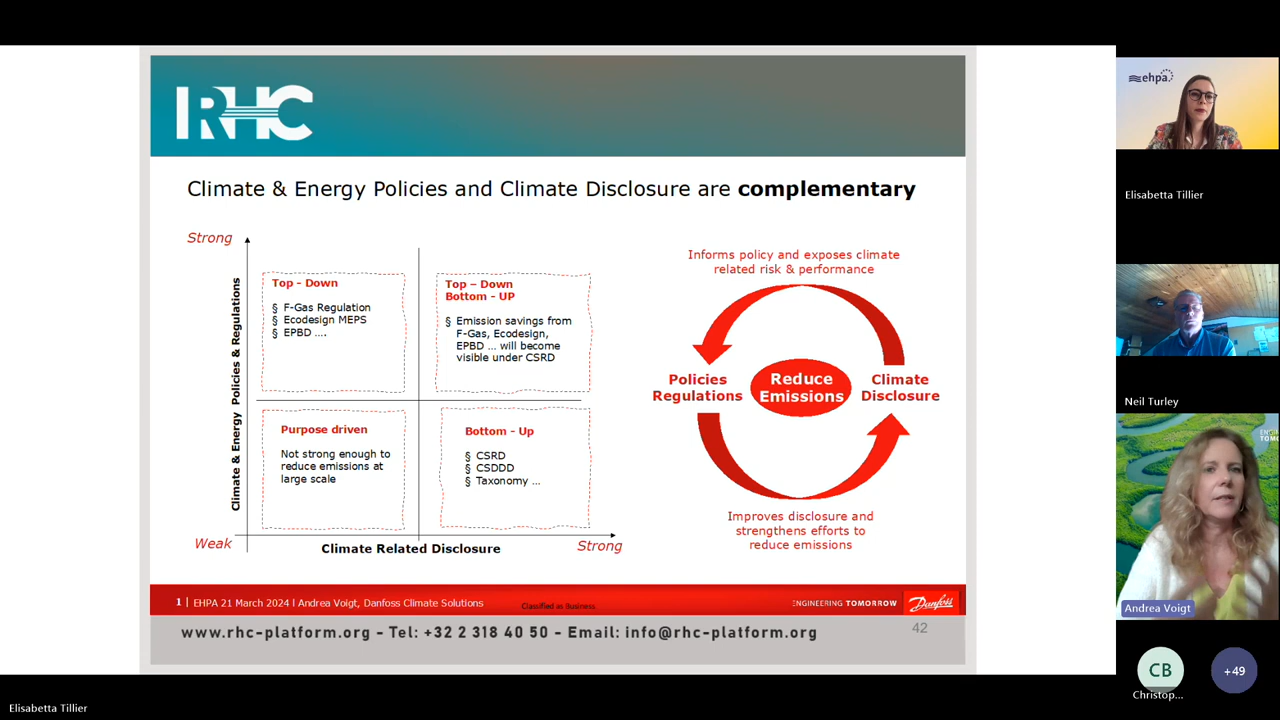 IRHC
Climate & Energy Policies and Climate Disclosure are complementary
Strong
Climate & Energy Policies & Regulations
Weak
Climate Related Disclosure
Strong
Top - Down
§ F-Gas Regulation
§ Ecodesign MEPS
§ EPBD ....
Top – Down
Bottom - UP
§ Emission savings from
F-Gas, Ecodesign,
EPBD ... will become
visible under CSRD
Purpose driven
Not strong enough to
reduce emissions at
large scale
Bottom - Up
§ CSRD
§ CSDDD
§ Taxonomy ...
Informs policy and exposes climate
related risk & performance
Policies
Regulations
Reduce
Emissions
Climate
Disclosure
Improves disclosure and
strengthens efforts to
reduce emissions
1 | EHPA 21 March 2024 l Andrea Voigt, Danfoss Climate Solutions
Classified as Business
ENGINEERING TOMORROW
Danfoss
www.rhc-platform.org - Tel: +32 2 318 40 50 - Email: info@rhc-platform.org
42
ehpa
Elisabetta Tillier
Neil Turley
Andrea Voigt
CB
Christop...
+49
Elisabetta Tillier